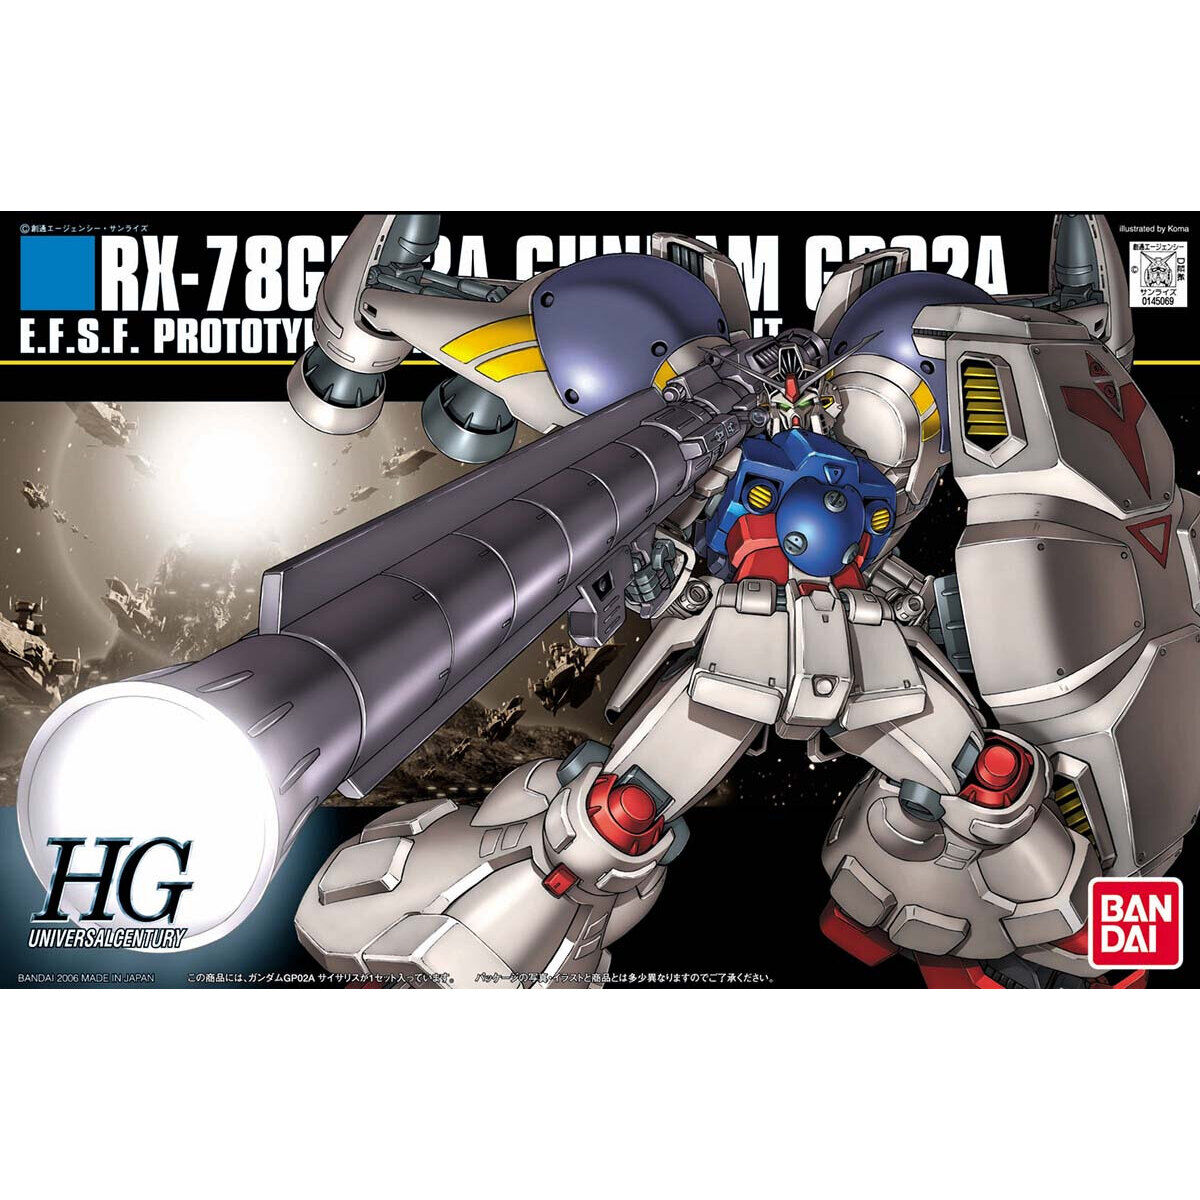 ©創通エージェンシー・サンライズ
illustrated by Koma
RX-78GP02A GUNDAM GP02A
E.F.S.F. PROTOTY
創通エージェンシー
©
サンライズ
0145069
HG
UNIVERSAL CENTURY
BAN
DAI
BANDAI 2006 MADE IN JAPAN
この商品には、ガンダムGP02A サイサリスが1セット入っています。
パッケージの写真・イラストと商品とは多少異なりますのでご了承ください。